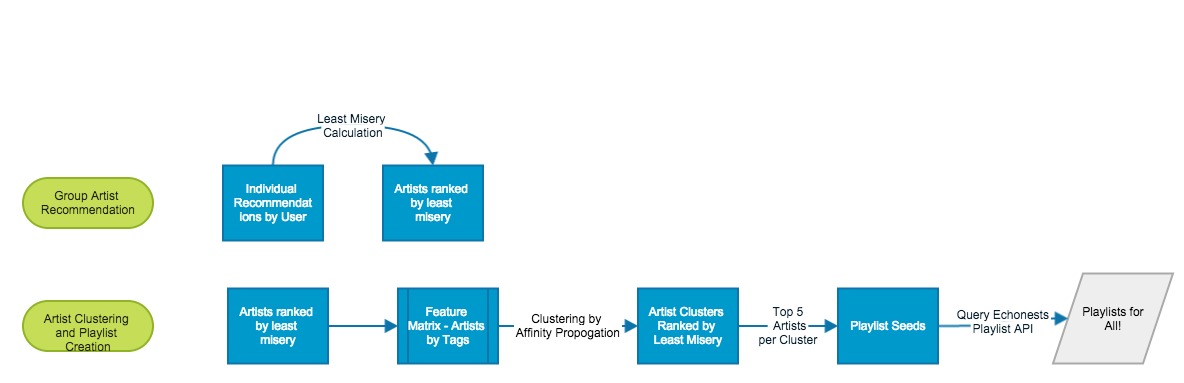 Least Misery
Calculation
Group Artist
Recommendation
Individual
Recommendat
ions by User
Artists ranked
by least
misery
Artist Clustering
and Playlist
Creation
Artists ranked
by least
misery
Feature
Matrix - Artists
by Tags
Clustering by
Affinity Propogation
Artist Clusters
Ranked by
Least Misery
Top 5
Artists
per Cluster
Playlist Seeds
Query Echonests
Playlist API
Playlists for
All!